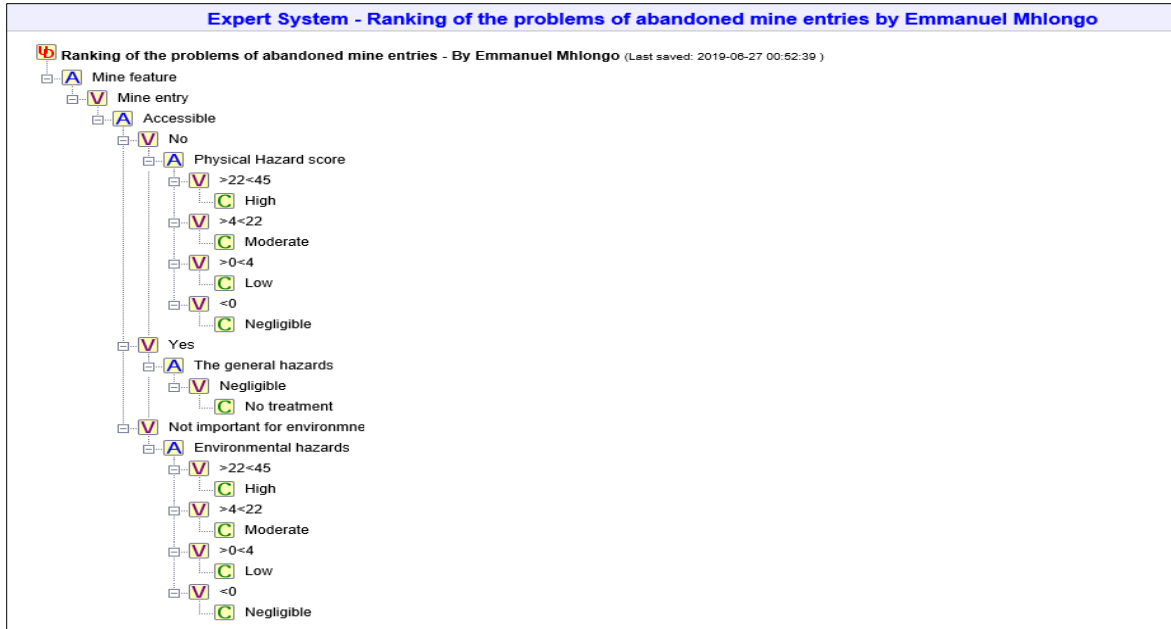 Expert System - Ranking of the problems of abandoned mine entries by Emmanuel Mhlongo
Ranking of the problems of abandoned mine entries - By Emmanuel Mhlongo (Last saved: 2019-06-27 00:52:39 )
A Mine feature
V Mine entry
A Accessible
V No
A Physical Hazard score
V >22<45
C High
V >4<22
C Moderate
V >0<4
C Low
V <0
C Negligible
V Yes
A The general hazards
V Negligible
C No treatment
V Not important for environmne
A Environmental hazards
V >22<45
C High
V >4<22
C Moderate
V >0<4
C Low
V <0
C Negligible